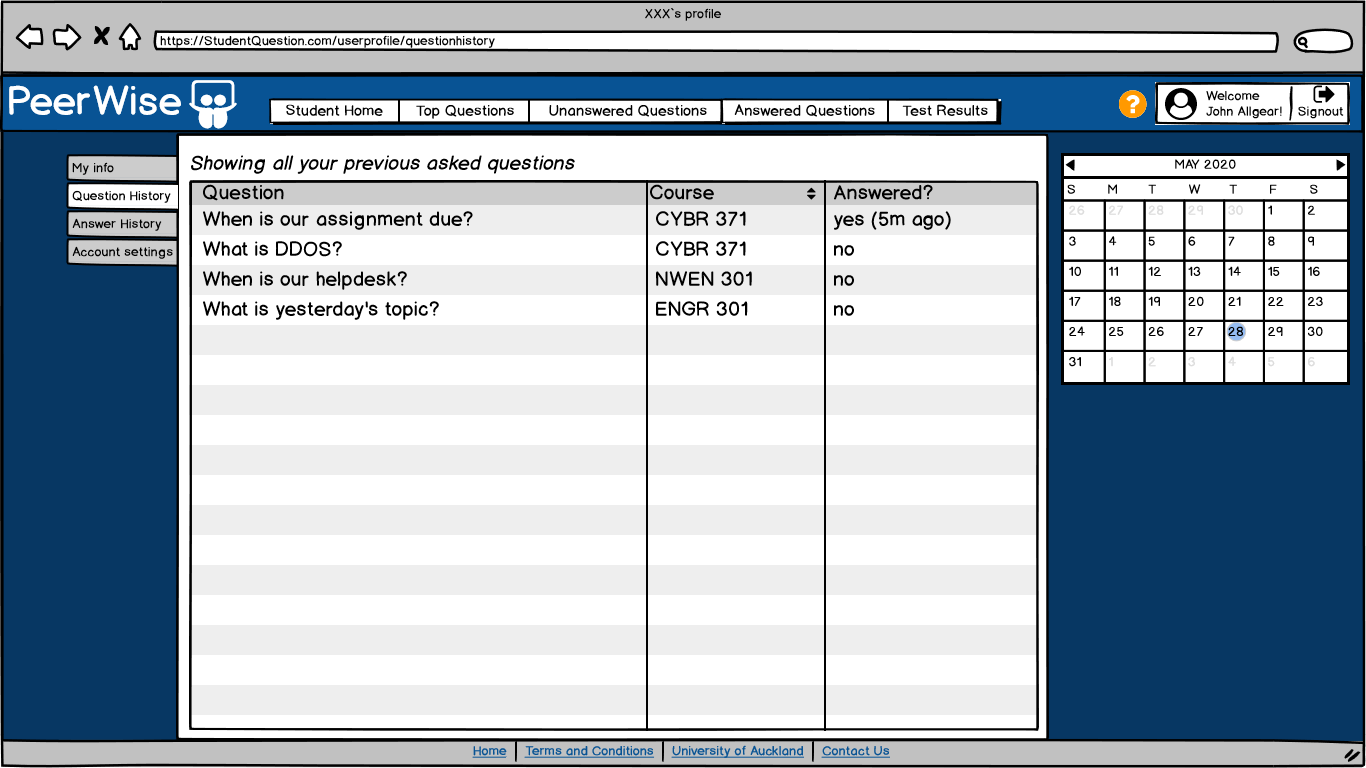 XXX`s profile
https://StudentQuestion.com/userprofile/questionhistory
PeerWise
Student Home Top Questions Unanswered Questions Answered Questions Test Results
? Welcome
John Allgear! Signout
My info
Question History
Answer History
Account settings
Showing all your previous asked questions
Question Course Answered?
When is our assignment due? CYBR 371 yes (5m ago)
What is DDOS? CYBR 371 no
When is our helpdesk? NWEN 301 no
What is yesterday's topic? ENGR 301 no
MAY 2020
S M T W T F S
26 27 28 29 30 1 2
3 4 5 6 7 8 9
10 11 12 13 14 15 16
17 18 19 20 21 22 23
24 25 26 27 28 29 30
31 1 2 3 4 5 6
Home Terms and Conditions University of Auckland Contact Us